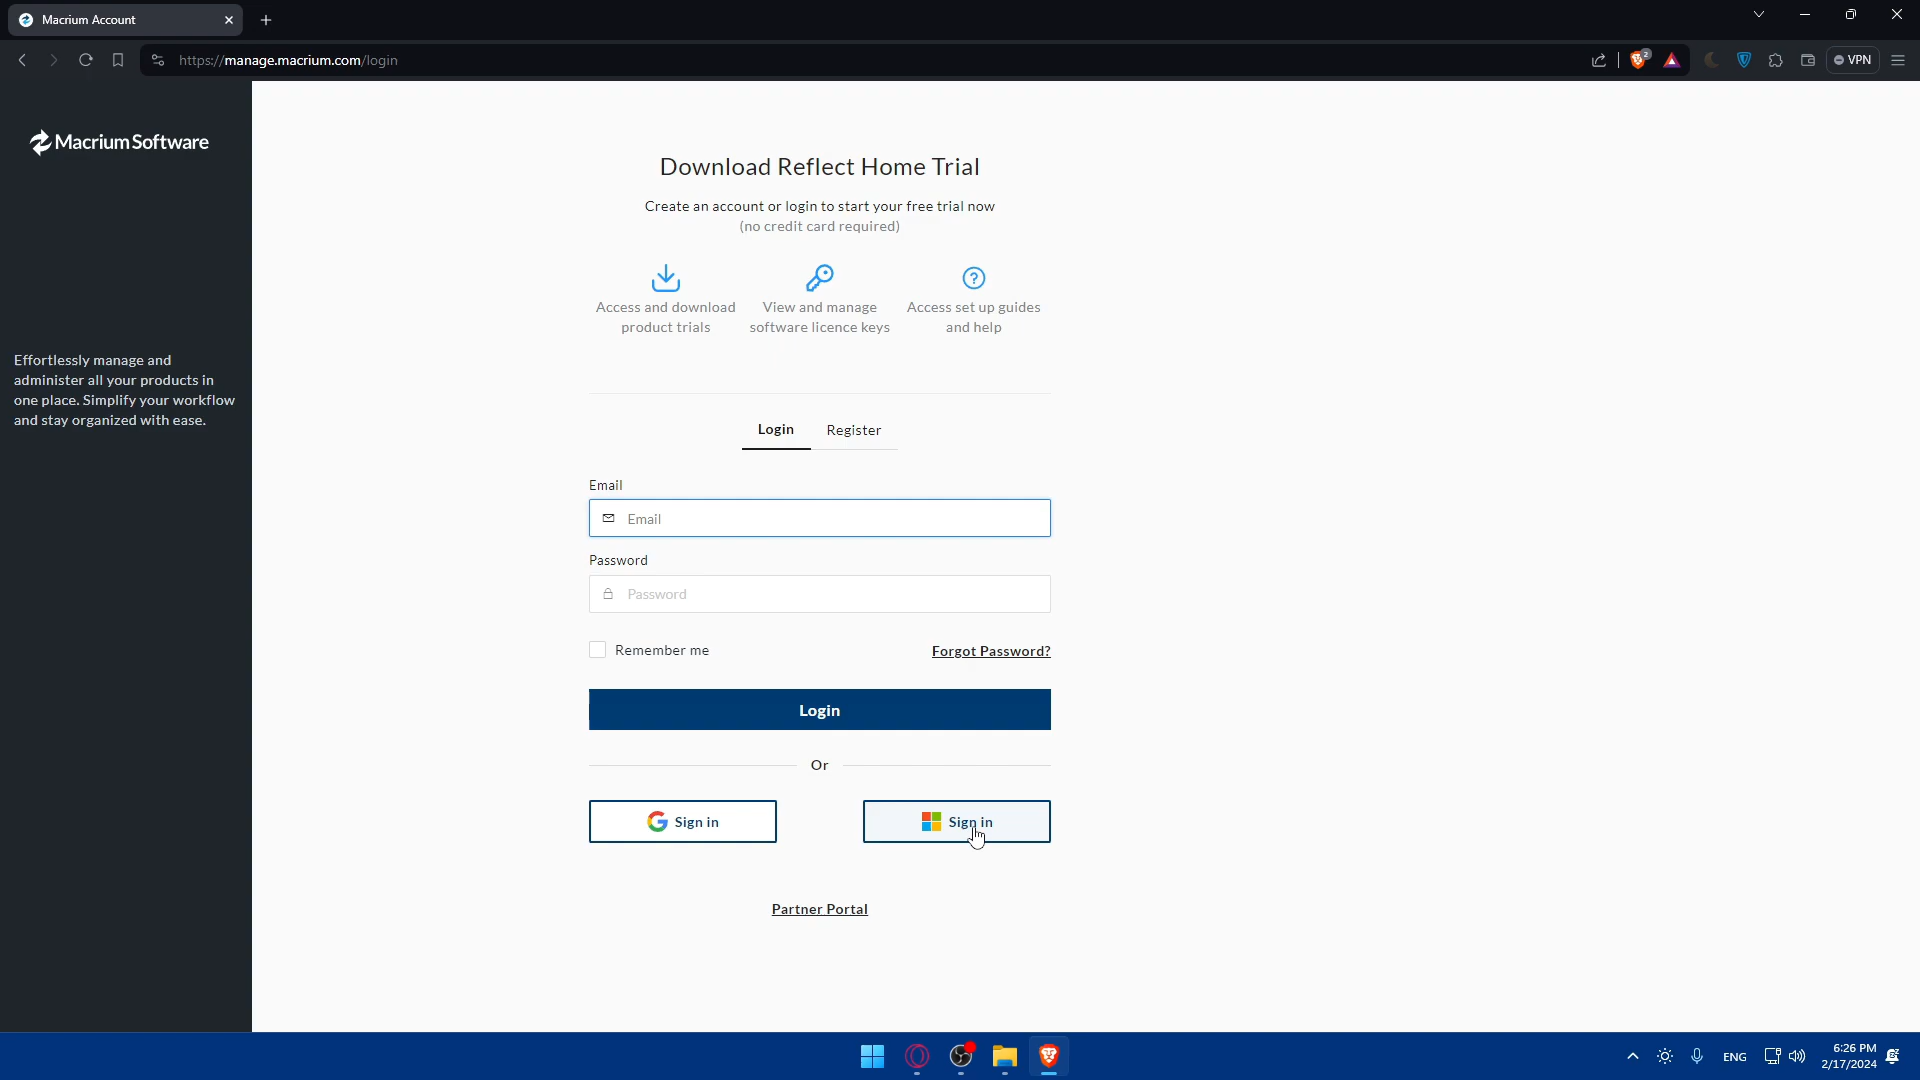 Macrium Account
https://manage.macrium.com/login
2
VPN
Macrium Software
Effortlessly manage and
administer all your products in
one place. Simplify your workflow
and stay organized with ease.
Download Reflect Home Trial
Create an account or login to start your free trial now
(no credit card required)
Access and download
product trials
View and manage
software licence keys
Access set up guides
and help
Login
Register
Email
Email
Password
Password
Remember me
Forgot Password?
Login
Or
Sign in
Sign in
Partner Portal
ENG
6:26 PM
2/17/2024